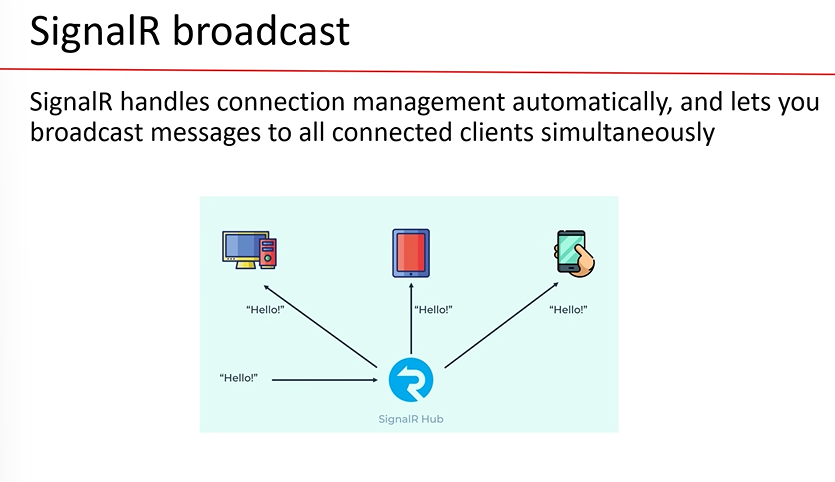 SignalR broadcast
SignalR handles connection management automatically, and lets you
broadcast messages to all connected clients simultaneously
“Hello!”
“Hello!”
“Hello!”
“Hello!”
SignalR Hub